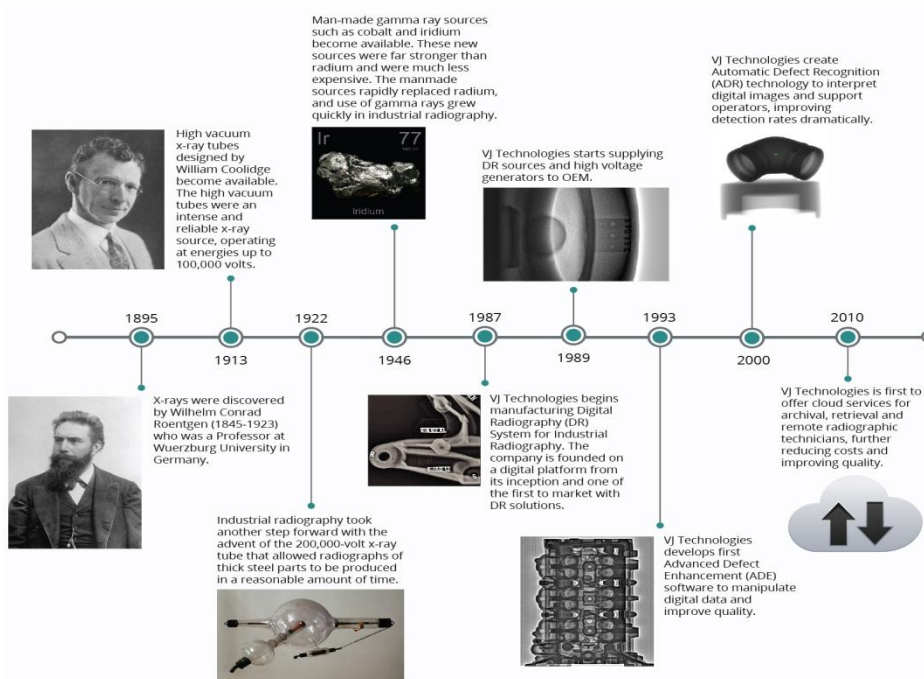 Man-made gamma ray sources
such as cobalt and iridium
become available. These new
sources were far stronger than
radium and were much less
expensive. The manmade
sources rapidly replaced radium,
and use of gamma rays grew
quickly in industrial radiography.
Ir 77
Iridium
VJ Technologies create
Automatic Defect Recognition
(ADR) technology to interpret
digital images and support
operators, improving
detection rates dramatically.
High vacuum
x-ray tubes
designed by
William Coolidge
become available.
The high vacuum
tubes were an
intense and
reliable x-ray
source, operating
at energies up to
100,000 volts.
VJ Technologies starts supplying
DR sources and high voltage
generators to OEM.
1895
1913
1922
1946
1987
1989
1993
2000
2010
X-rays were discovered
by Wilhelm Conrad
Roentgen (1845-1923)
who was a Professor at
Wuerzburg University in
Germany.
VJ Technologies begins
manufacturing Digital
Radiography (DR)
System for Industrial
Radiography. The
company is founded on
a digital platform from
its inception and one of
the first to market with
DR solutions.
VJ Technologies is first to
offer cloud services for
archival, retrieval and
remote radiographic
technicians, further
reducing costs and
improving quality.
Industrial radiography took
another step forward with the
advent of the 200,000-volt x-ray
tube that allowed radiographs of
thick steel parts to be produced
in a reasonable amount of time.
VJ Technologies
develops first
Advanced Defect
Enhancement (ADE)
software to manipulate
digital data and
improve quality.